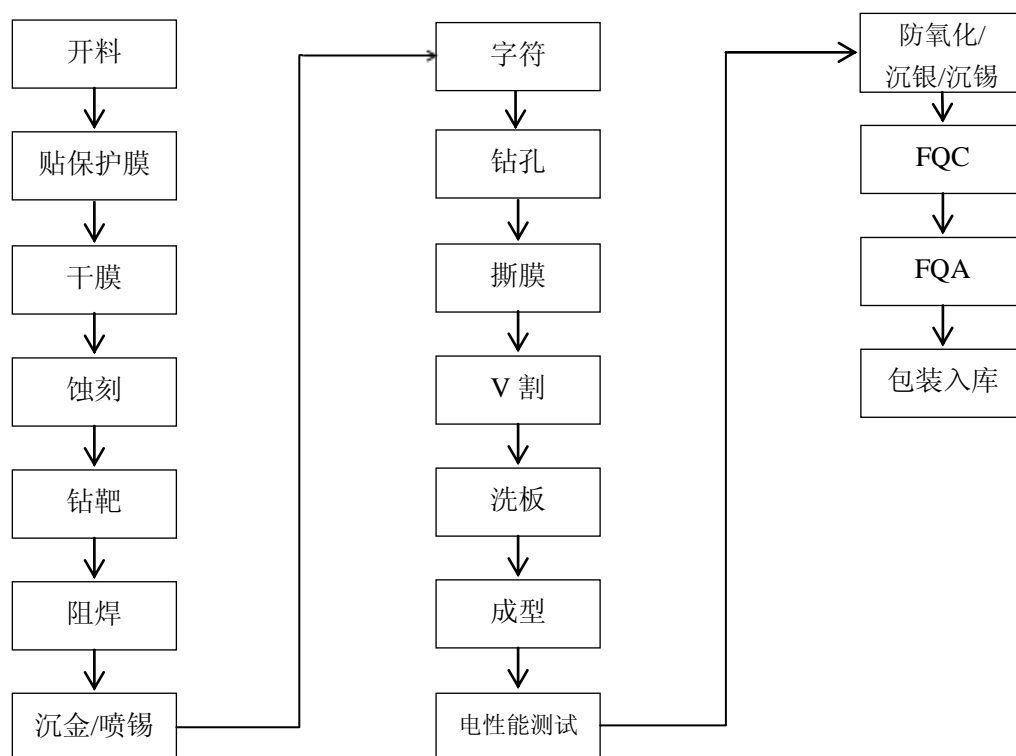 开料
贴保护膜
干膜
蚀刻
钻靶
阻焊
沉金/喷锡
字符
钻孔
撕膜
V 割
洗板
成型
电性能测试
防氧化/
沉银/沉锡
FQC
FQA
包装入库